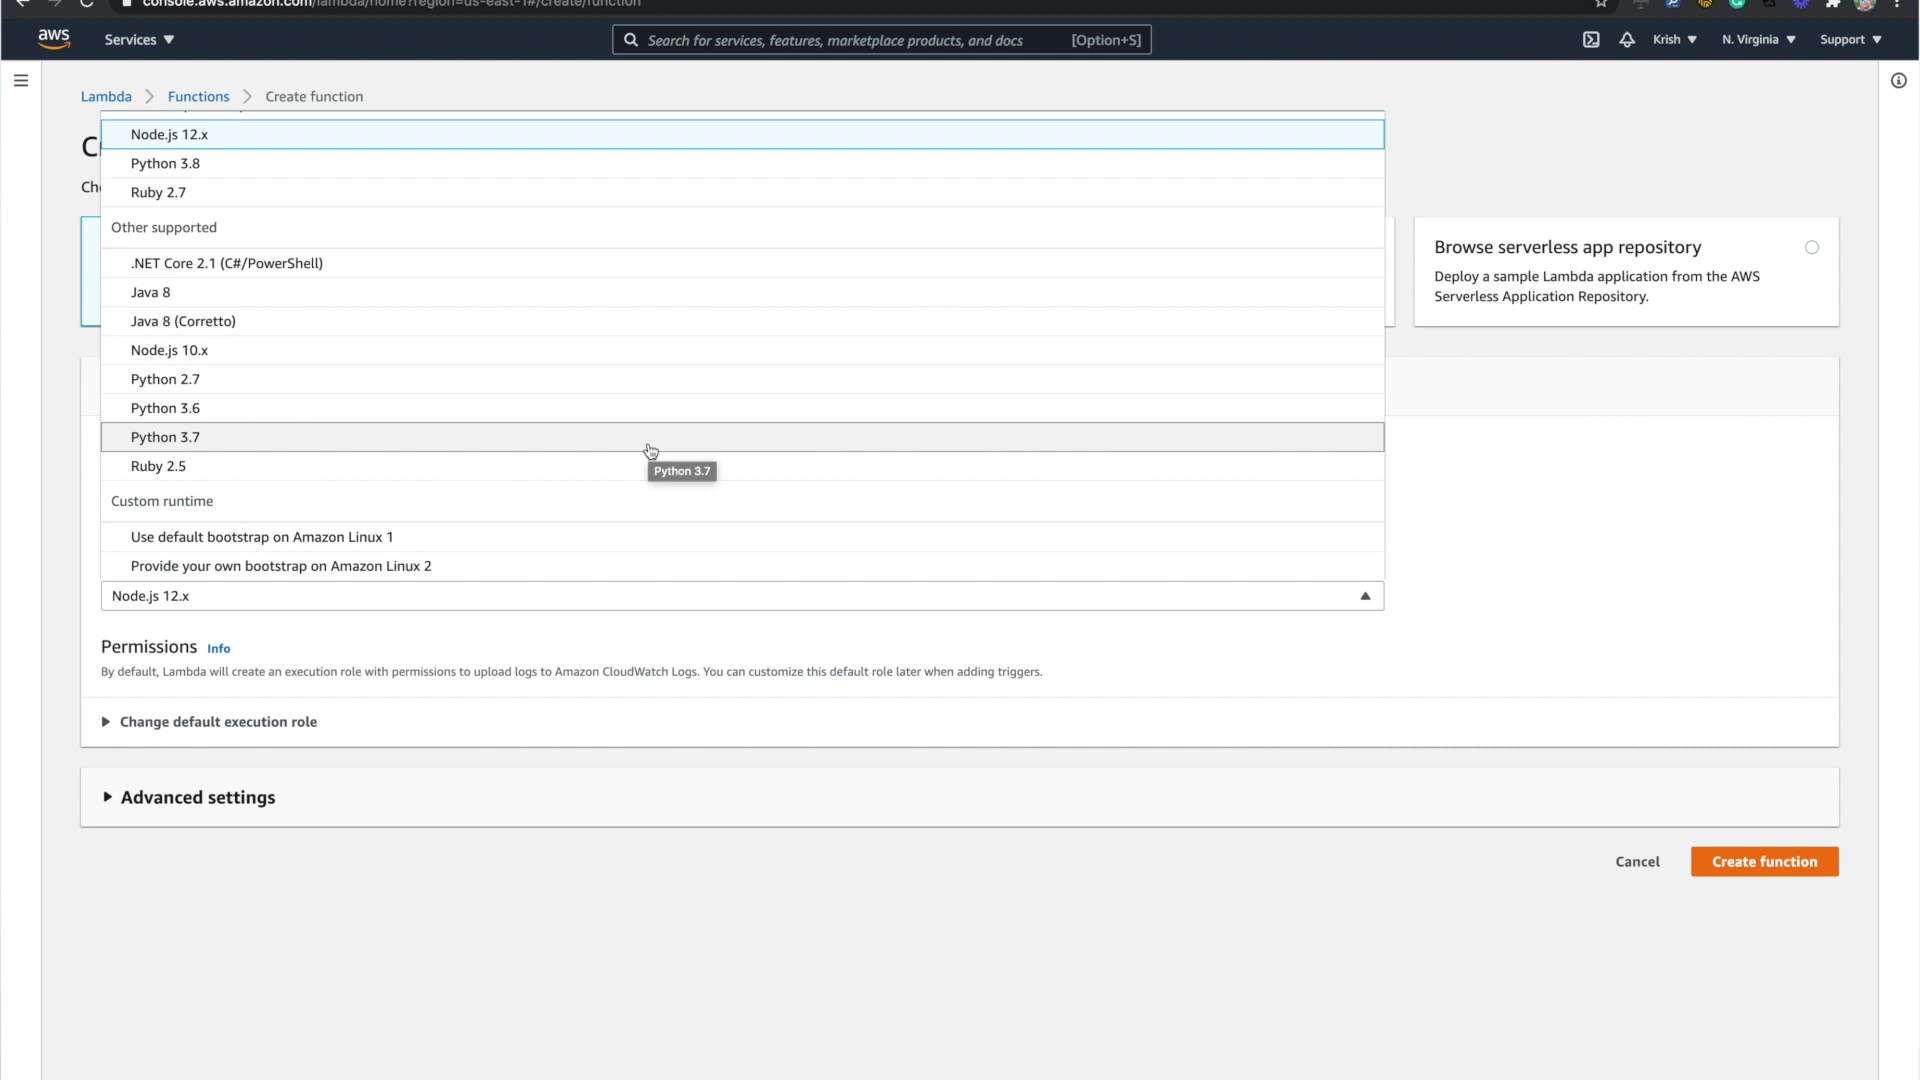 console.aws.amazon.com/lambda/home?region=us-east-1#/create/function
aws
Services
Search for services, features, marketplace products, and docs
[Option+S]
Krish
N. Virginia
Support
Lambda
Functions
Create function
Node.js 12.x
Python 3.8
Ruby 2.7
Other supported
.NET Core 2.1 (C#/PowerShell)
Java 8
Java 8 (Corretto)
Node.js 10.x
Python 2.7
Python 3.6
Python 3.7
Python 3.7
Ruby 2.5
Custom runtime
Use default bootstrap on Amazon Linux 1
Provide your own bootstrap on Amazon Linux 2
Node.js 12.x
Browse serverless app repository
Deploy a sample Lambda application from the AWS
Serverless Application Repository.
Permissions Info
By default, Lambda will create an execution role with permissions to upload logs to Amazon CloudWatch Logs. You can customize this default role later when adding triggers.
Change default execution role
Advanced settings
Cancel
Create function